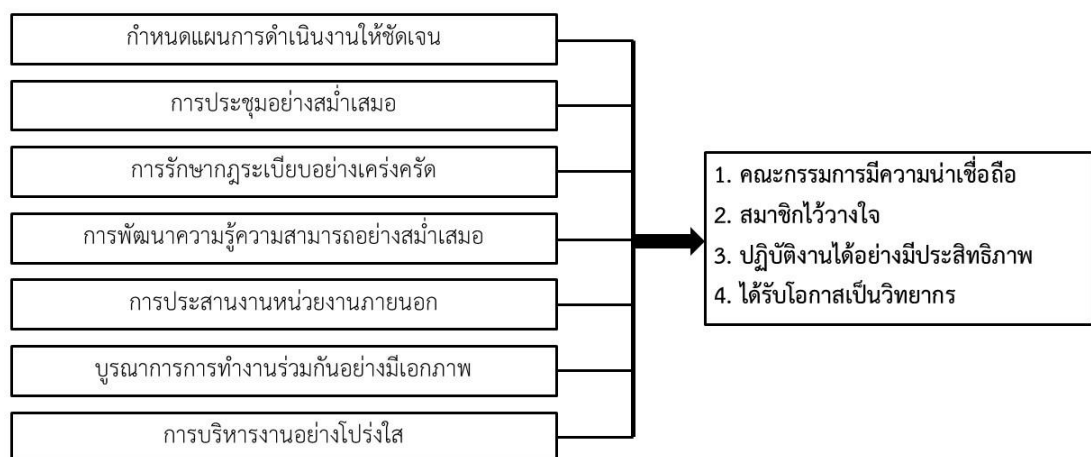 กำหนดแผนการดำเนินงานให้ชัดเจน
การประชุมอย่างสม่ำเสมอ
การรักษากฎระเบียบอย่างเคร่งครัด
การพัฒนาความรู้ความสามารถอย่างสม่ำเสมอ
การประสานงานหน่วยงานภายนอก
บูรณาการการทำงานร่วมกันอย่างมีเอกภาพ
การบริหารงานอย่างโปร่งใส
1. คณะกรรมการมีความน่าเชื่อถือ
2. สมาชิกไว้วางใจ
3. ปฏิบัติงานได้อย่างมีประสิทธิภาพ
4. ได้รับโอกาสเป็นวิทยากร